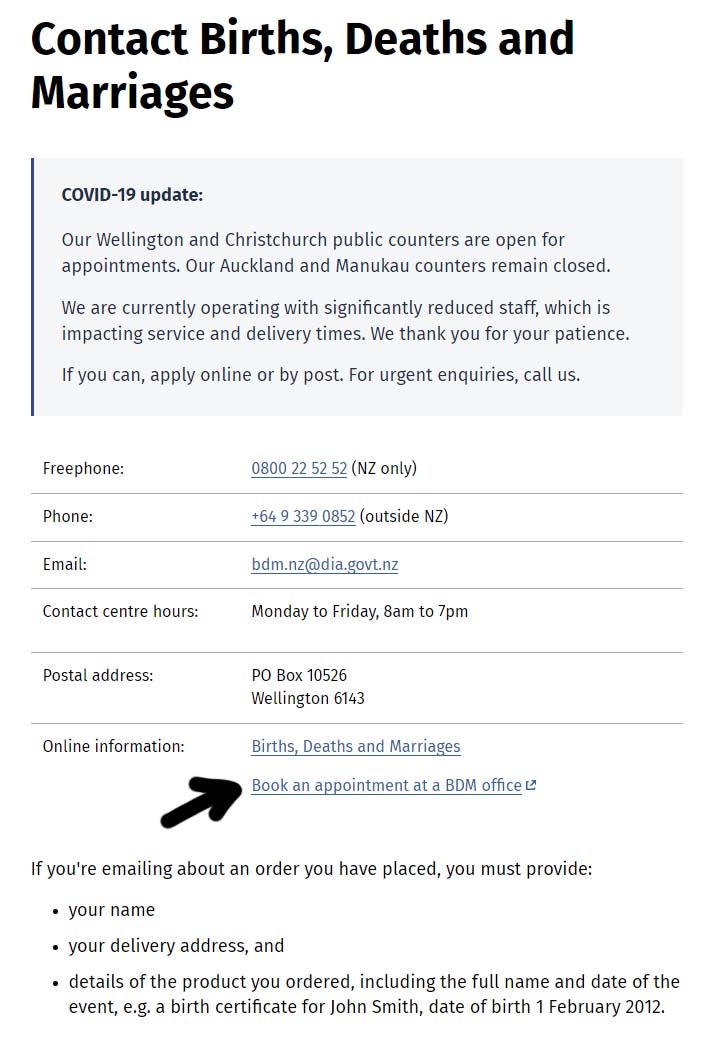 Contact Births, Deaths and
Marriages
COVID-19 update:
Our Wellington and Christchurch public counters are open for
appointments. Our Auckland and Manukau counters remain closed.
We are currently operating with significantly reduced staff, which is
impacting service and delivery times. We thank you for your patience.
If you can, apply online or by post. For urgent enquiries, call us.
Freephone: 0800 22 52 52 (NZ only)
Phone: +64 9 339 0852 (outside NZ)
Email: bdm.nz@dia.govt.nz
Contact centre hours: Monday to Friday, 8am to 7pm
Postal address: PO Box 10526
Wellington 6143
Online information: Births, Deaths and Marriages
Book an appointment at a BDM office
If you're emailing about an order you have placed, you must provide:
• your name
• your delivery address, and
• details of the product you ordered, including the full name and date of the
event, e.g. a birth certificate for John Smith, date of birth 1 February 2012.